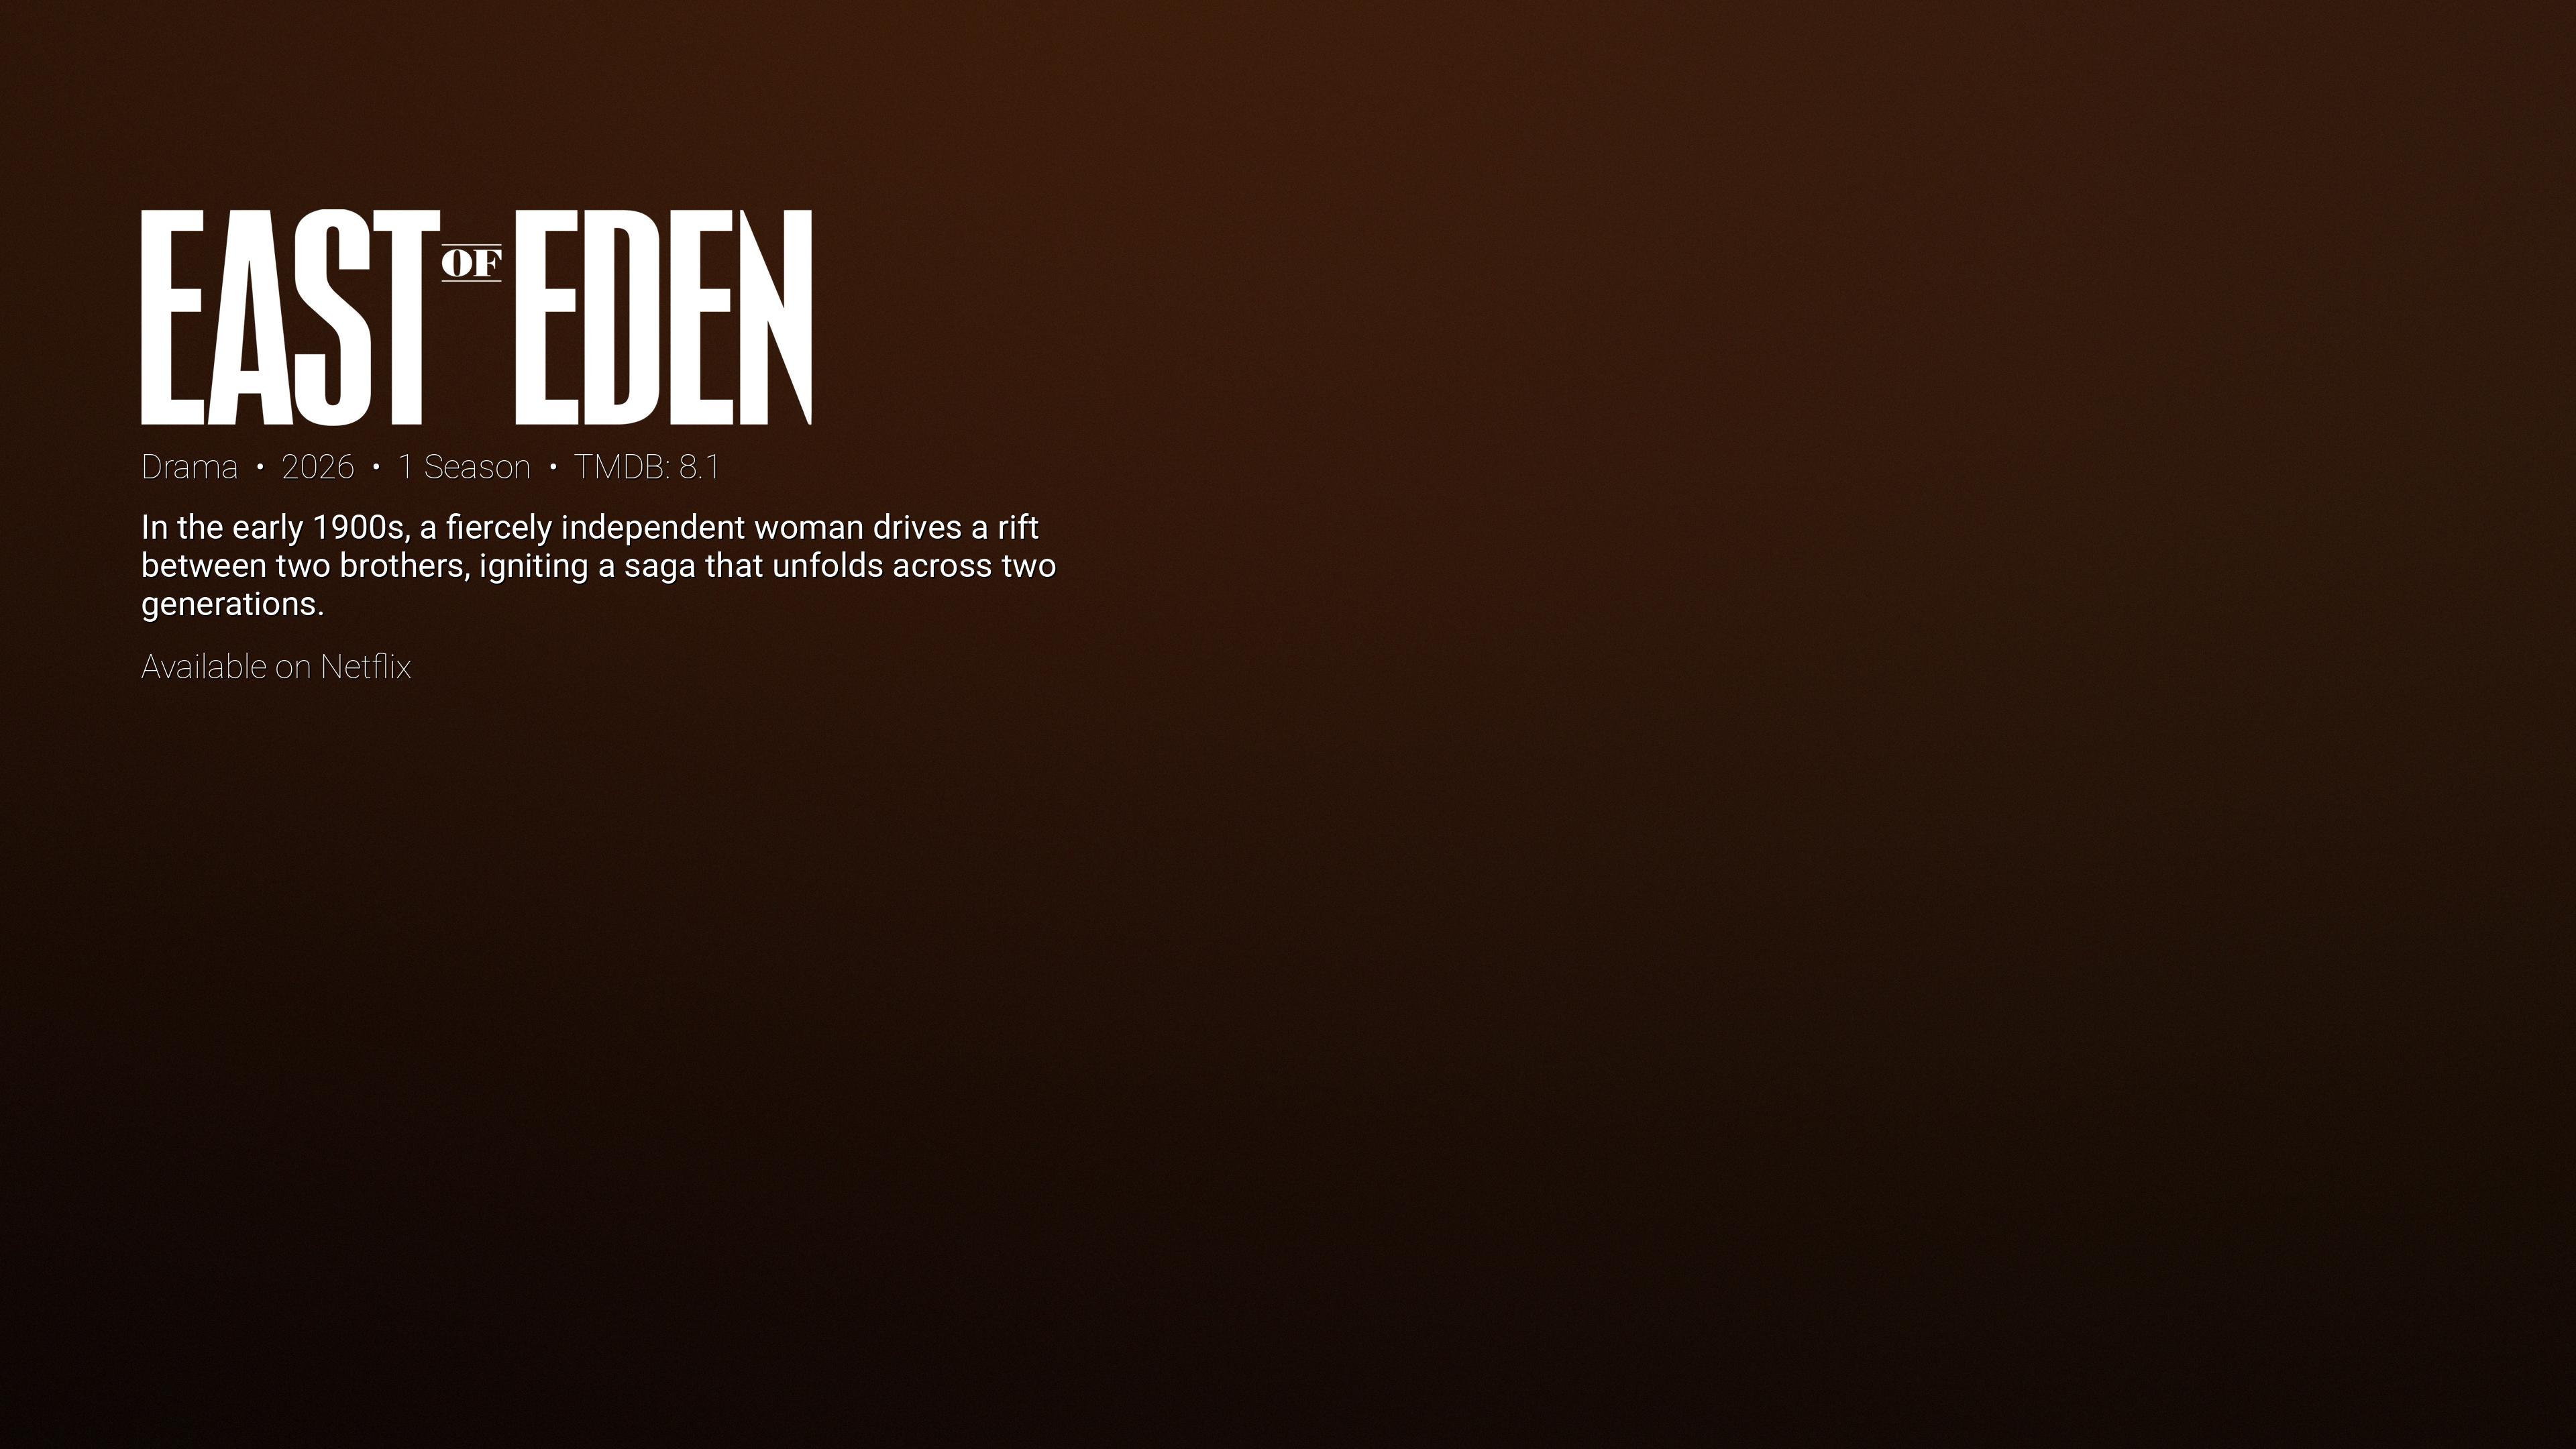 EAST OF EDEN
Drama • 2026 • 1 Season • TMDB: 8.1
In the early 1900s, a fiercely independent woman drives a rift
between two brothers, igniting a saga that unfolds across two
generations.
Available on Netflix